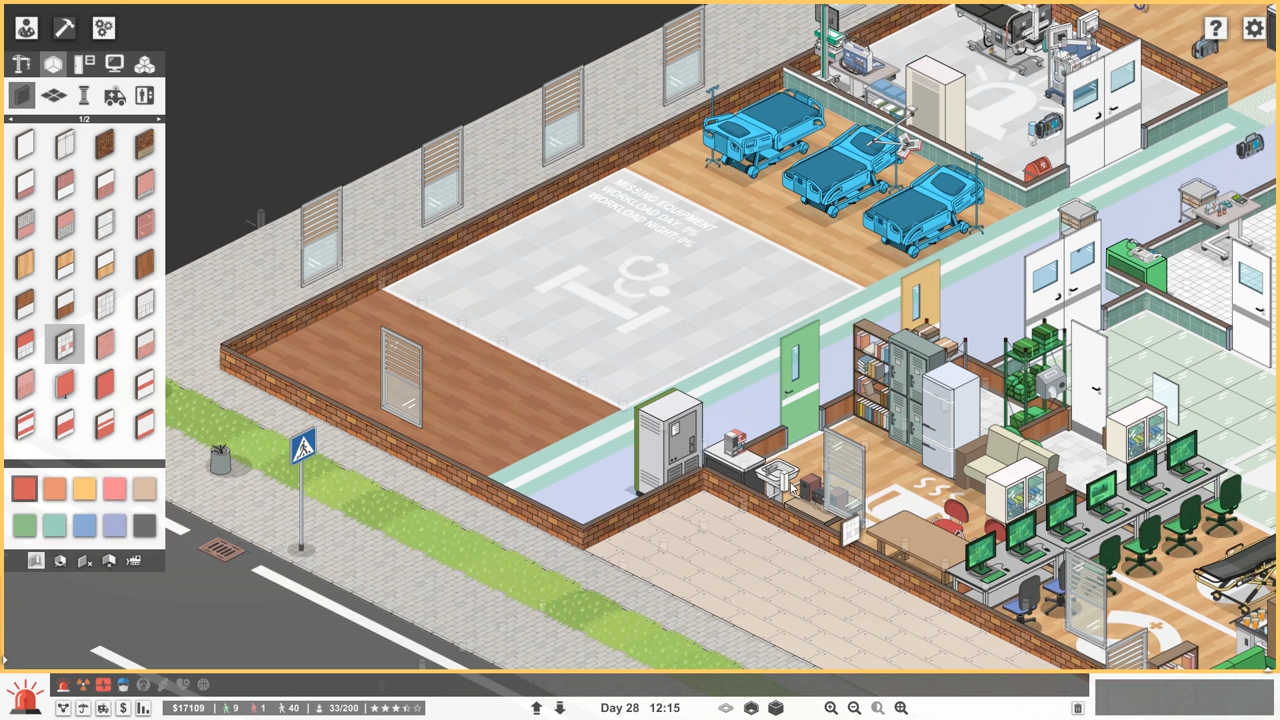 ?
1/2
MISSING EQUIPMENT
WORKLOAD DAY: 0%
WORKLOAD NIGHT: 0%
$17109
9
1
40
33/200
Day 28 12:15